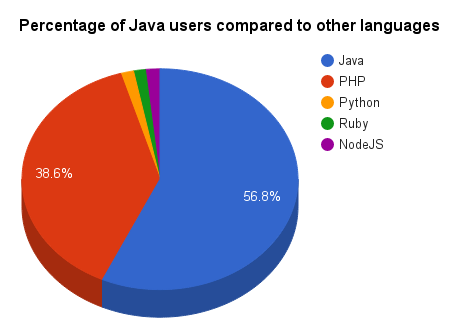 Percentage of Java users compared to other languages
Java
PHP
Python
Ruby
NodeJS
38.6%
56.8%